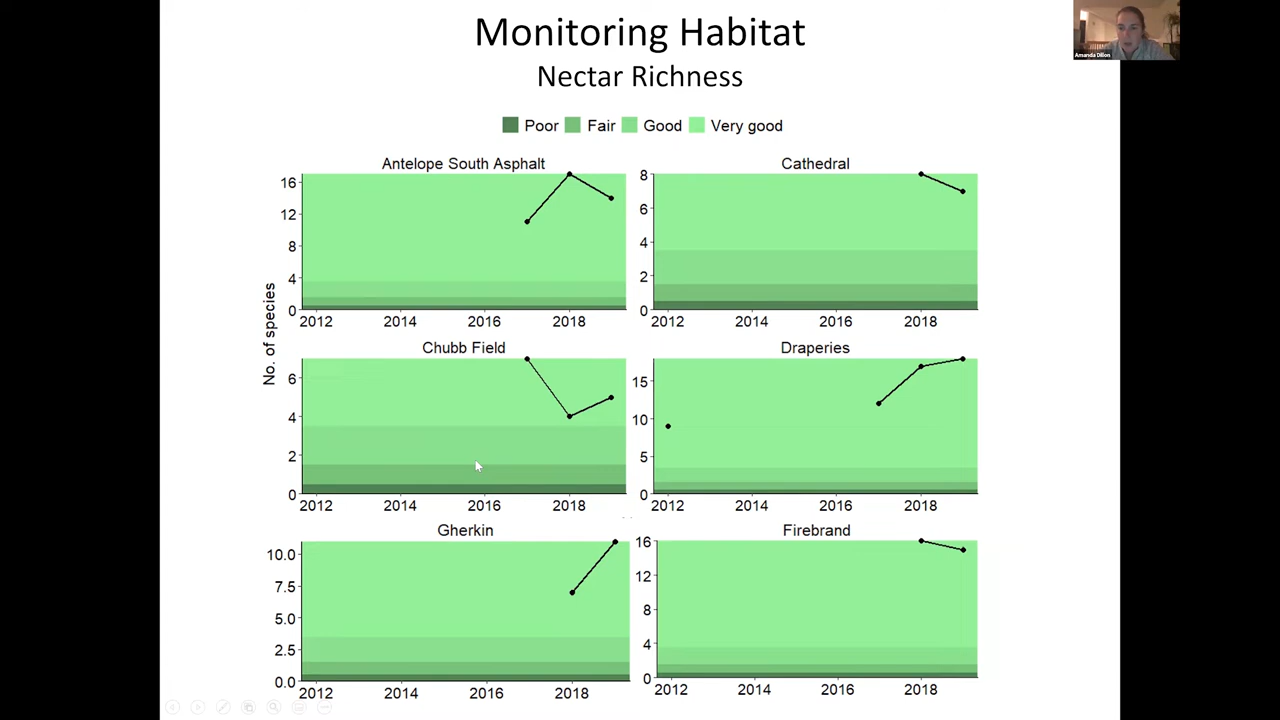 Monitoring Habitat
Nectar Richness
Amanda Dillon
Poor Fair Good Very good
No. of species
Antelope South Asphalt
16
12
8
4
0
2012 2014 2016 2018
Cathedral
8
6
4
2
0
2012 2014 2016 2018
Chubb Field
6
4
2
0
2012 2014 2016 2018
Draperies
15
10
5
0
2012 2014 2016 2018
Gherkin
10.0
7.5
5.0
2.5
0.0
2012 2014 2016 2018
Firebrand
16
12
8
4
0
2012 2014 2016 2018